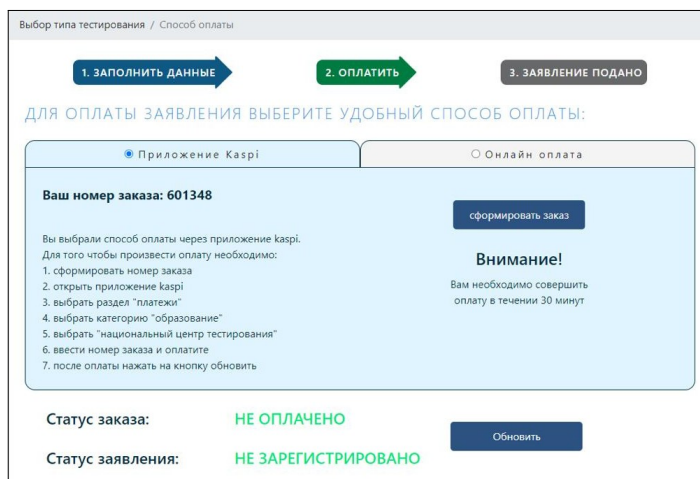 Выбор типа тестирования / Способ оплаты
1. ЗАПОЛНИТЬ ДАННЫЕ
2. ОПЛАТИТЬ
3. ЗАЯВЛЕНИЕ ПОДАНО
ДЛЯ ОПЛАТЫ ЗАЯВЛЕНИЯ ВЫБЕРИТЕ УДОБНЫЙ СПОСОБ ОПЛАТЫ:
Приложение Kaspi
Онлайн оплата
Ваш номер заказа: 601348
сформировать заказ
Вы выбрали способ оплаты через приложение kaspi.
Для того чтобы произвести оплату необходимо:
1. сформировать номер заказа
2. открыть приложение kaspi
3. выбрать раздел "платежи"
4. выбрать категорию "образование"
5. выбрать "национальный центр тестирования"
6. ввести номер заказа и оплатите
7. после оплаты нажать на кнопку обновить
Внимание!
Вам необходимо совершить
оплату в течении 30 минут
Статус заказа: НЕ ОПЛАЧЕНО
Обновить
Статус заявления: НЕ ЗАРЕГИСТРИРОВАНО